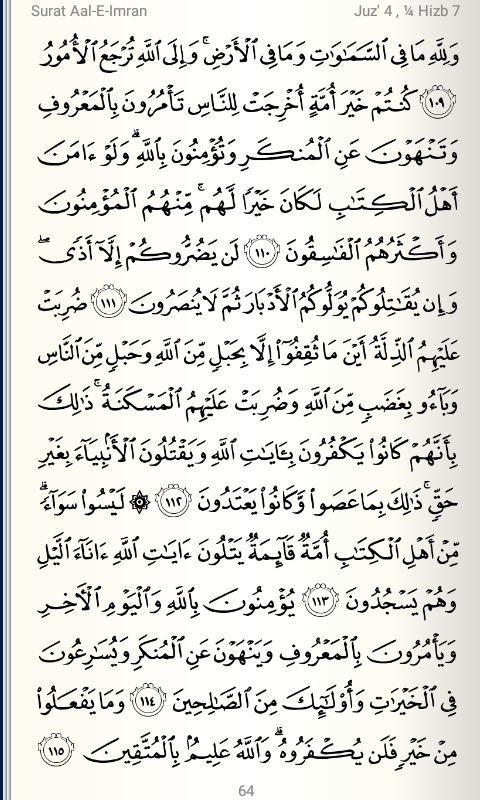 Surat Aal-E-Imran Juz' 4 , ¼ Hizb 7
وَلِلَّهِ مَا فِي ٱلسَّمَٰوَٰتِ وَمَا فِي ٱلْأَرْضِ ۚ وَإِلَى ٱللَّهِ تُرْجَعُ ٱلْأُمُورُ
١٠٩ كُنتُمْ خَيْرَ أُمَّةٍ أُخْرِجَتْ لِلنَّاسِ تَأْمُرُونَ بِٱلْمَعْرُوفِ
وَتَنْهَوْنَ عَنِ ٱلْمُنكَرِ وَتُؤْمِنُونَ بِٱللَّهِ ۗ وَلَوْ ءَامَنَ
أَهْلُ ٱلْكِتَٰبِ لَكَانَ خَيْرًا لَّهُم ۚ مِّنْهُمُ ٱلْمُؤْمِنُونَ
وَأَكْثَرُهُمُ ٱلْفَٰسِقُونَ ١١٠ لَن يَضُرُّوكُمْ إِلَّآ أَذًى ۖ
وَإِن يُقَٰتِلُوكُمْ يُوَلُّوكُمُ ٱلْأَدْبَارَ ثُمَّ لَا يُنصَرُونَ ١١١ ضُرِبَتْ
عَلَيْهِمُ ٱلذِّلَّةُ أَيْنَ مَا ثُقِفُوٓا۟ إِلَّا بِحَبْلٍ مِّنَ ٱللَّهِ وَحَبْلٍ مِّنَ ٱلنَّاسِ
وَبَآءُو بِغَضَبٍ مِّنَ ٱللَّهِ وَضُرِبَتْ عَلَيْهِمُ ٱلْمَسْكَنَةُ ۚ ذَٰلِكَ
بِأَنَّهُمْ كَانُوا۟ يَكْفُرُونَ بِـَٔايَٰتِ ٱللَّهِ وَيَقْتُلُونَ ٱلْأَنۢبِيَآءَ بِغَيْرِ
حَقٍّ ۚ ذَٰلِكَ بِمَا عَصَوا۟ وَّكَانُوا۟ يَعْتَدُونَ ١١٢ ۞ لَيْسُوا۟ سَوَآءً ۗ
مِّنْ أَهْلِ ٱلْكِتَٰبِ أُمَّةٌ قَآئِمَةٌ يَتْلُونَ ءَايَٰتِ ٱللَّهِ ءَانَآءَ ٱلَّيْلِ
وَهُمْ يَسْجُدُونَ ١١٣ يُؤْمِنُونَ بِٱللَّهِ وَٱلْيَوْمِ ٱلْءَاخِرِ
وَيَأْمُرُونَ بِٱلْمَعْرُوفِ وَيَنْهَوْنَ عَنِ ٱلْمُنكَرِ وَيُسَٰرِعُونَ
فِي ٱلْخَيْرَٰتِ وَأُو۟لَٰٓئِكَ مِنَ ٱلصَّٰلِحِينَ ١١٤ وَمَا يَفْعَلُوا۟
مِنْ خَيْرٍ فَلَن يُكْفَرُوهُ ۗ وَٱللَّهُ عَلِيمٌۢ بِٱلْمُتَّقِينَ ١١٥
64